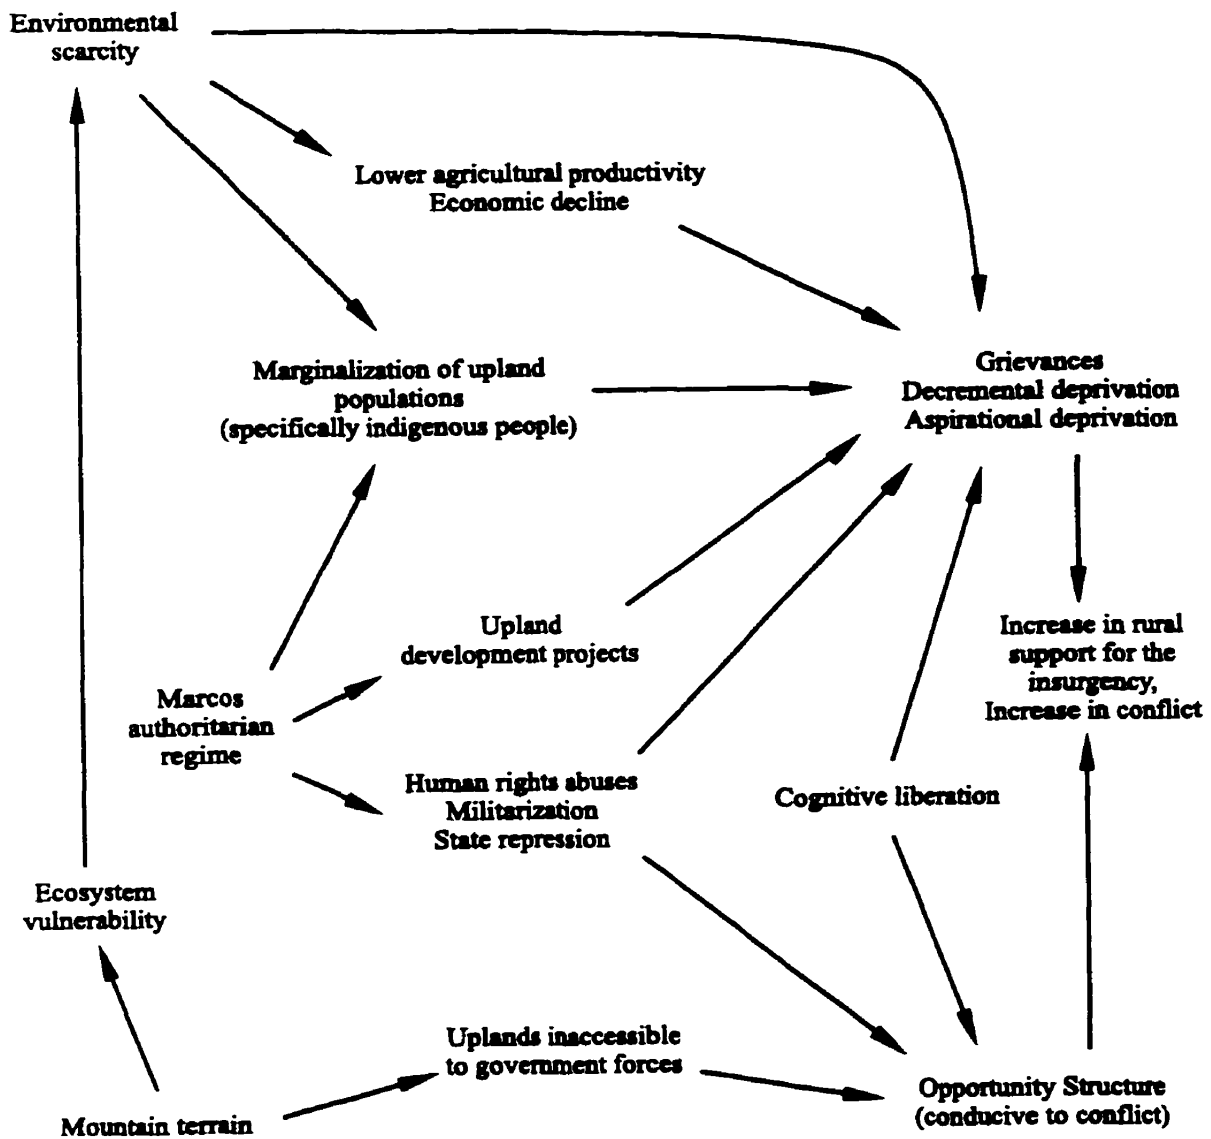 Environmental
scarcity
Lower agricultural productivity
Economic decline
Marginalization of upland
populations
(specifically indigenous people)
Grievances
Decremental deprivation
Aspirational deprivation
Upland
development projects
Increase in rural
support for the
insurgency,
Increase in conflict
Marcos
authoritarian
regime
Human rights abuses
Militarization
State repression
Cognitive liberation
Ecosystem
vulnerability
Uplands inaccessible
to government forces
Opportunity Structure
(conducive to conflict)
Mountain terrain